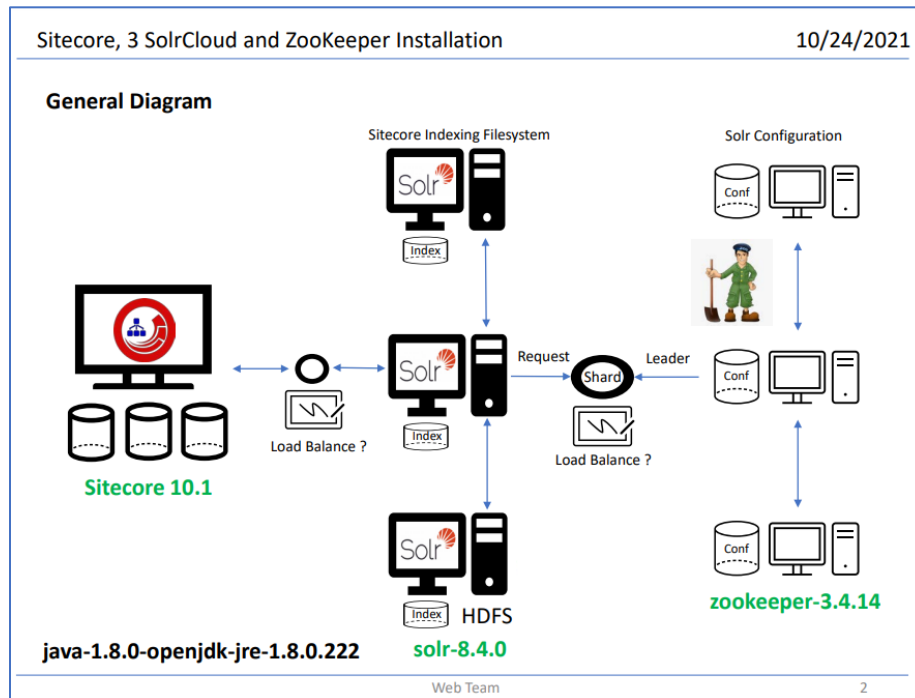 Sitecore, 3 SolrCloud and ZooKeeper Installation 10/24/2021
General Diagram
Sitecore Indexing Filesystem
Solr Configuration
Solr
Index
Conf
Solr
Index
Request
Shard
Leader
Conf
Load Balance ?
Load Balance ?
Sitecore 10.1
Solr
Index
HDFS
Conf
solr-8.4.0
zookeeper-3.4.14
java-1.8.0-openjdk-jre-1.8.0.222
Web Team 2